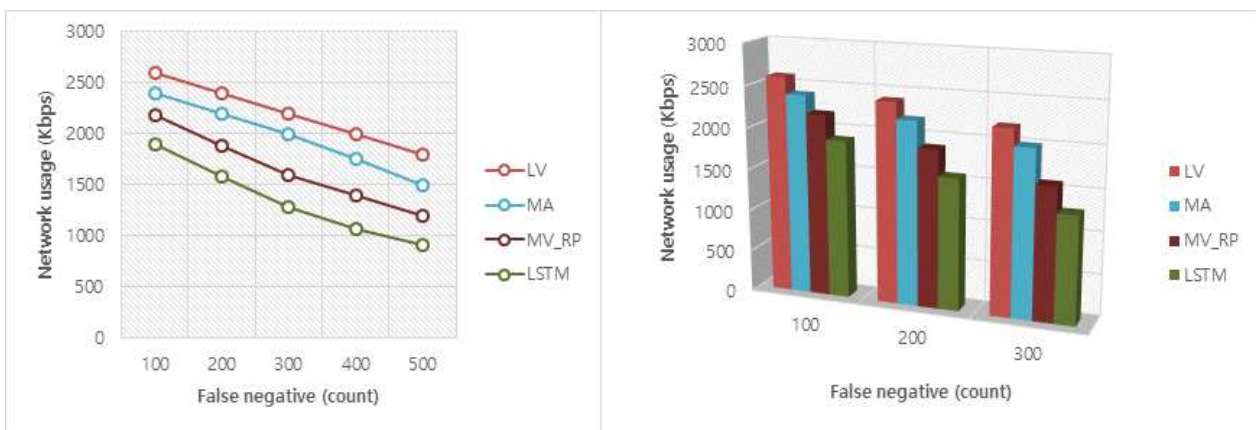 3000
2500
2000
1500
1000
500
0
Network usage (Kbps)
100 200 300 400 500
False negative (count)
LV
MA
MV_RP
LSTM
3000
2500
2000
1500
1000
500
0
Network usage (Kbps)
100
200
300
False negative (count)
LV
MA
MV_RP
LSTM